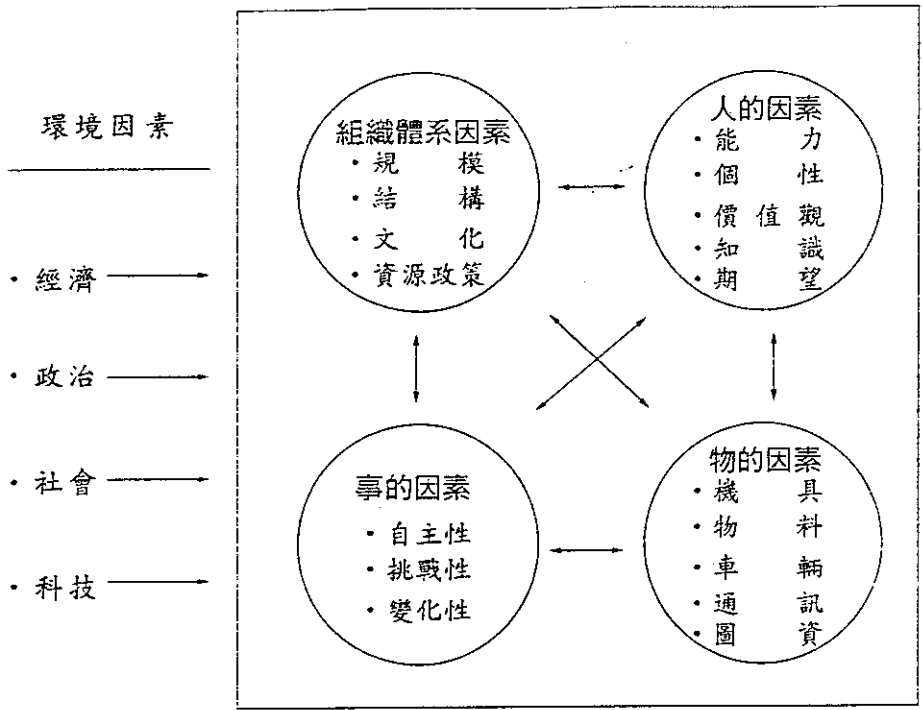 環境因素
· 經濟
· 政治
· 社會
· 科技
組織體系因素
· 規模
· 結構
· 文化
· 資源政策
人的因素
· 能力
· 個性
· 價值觀
· 知識
· 期望
事的因素
· 自主性
· 挑戰性
· 變化性
物的因素
· 機具
· 物料
· 車輛
· 通訊
· 圖資